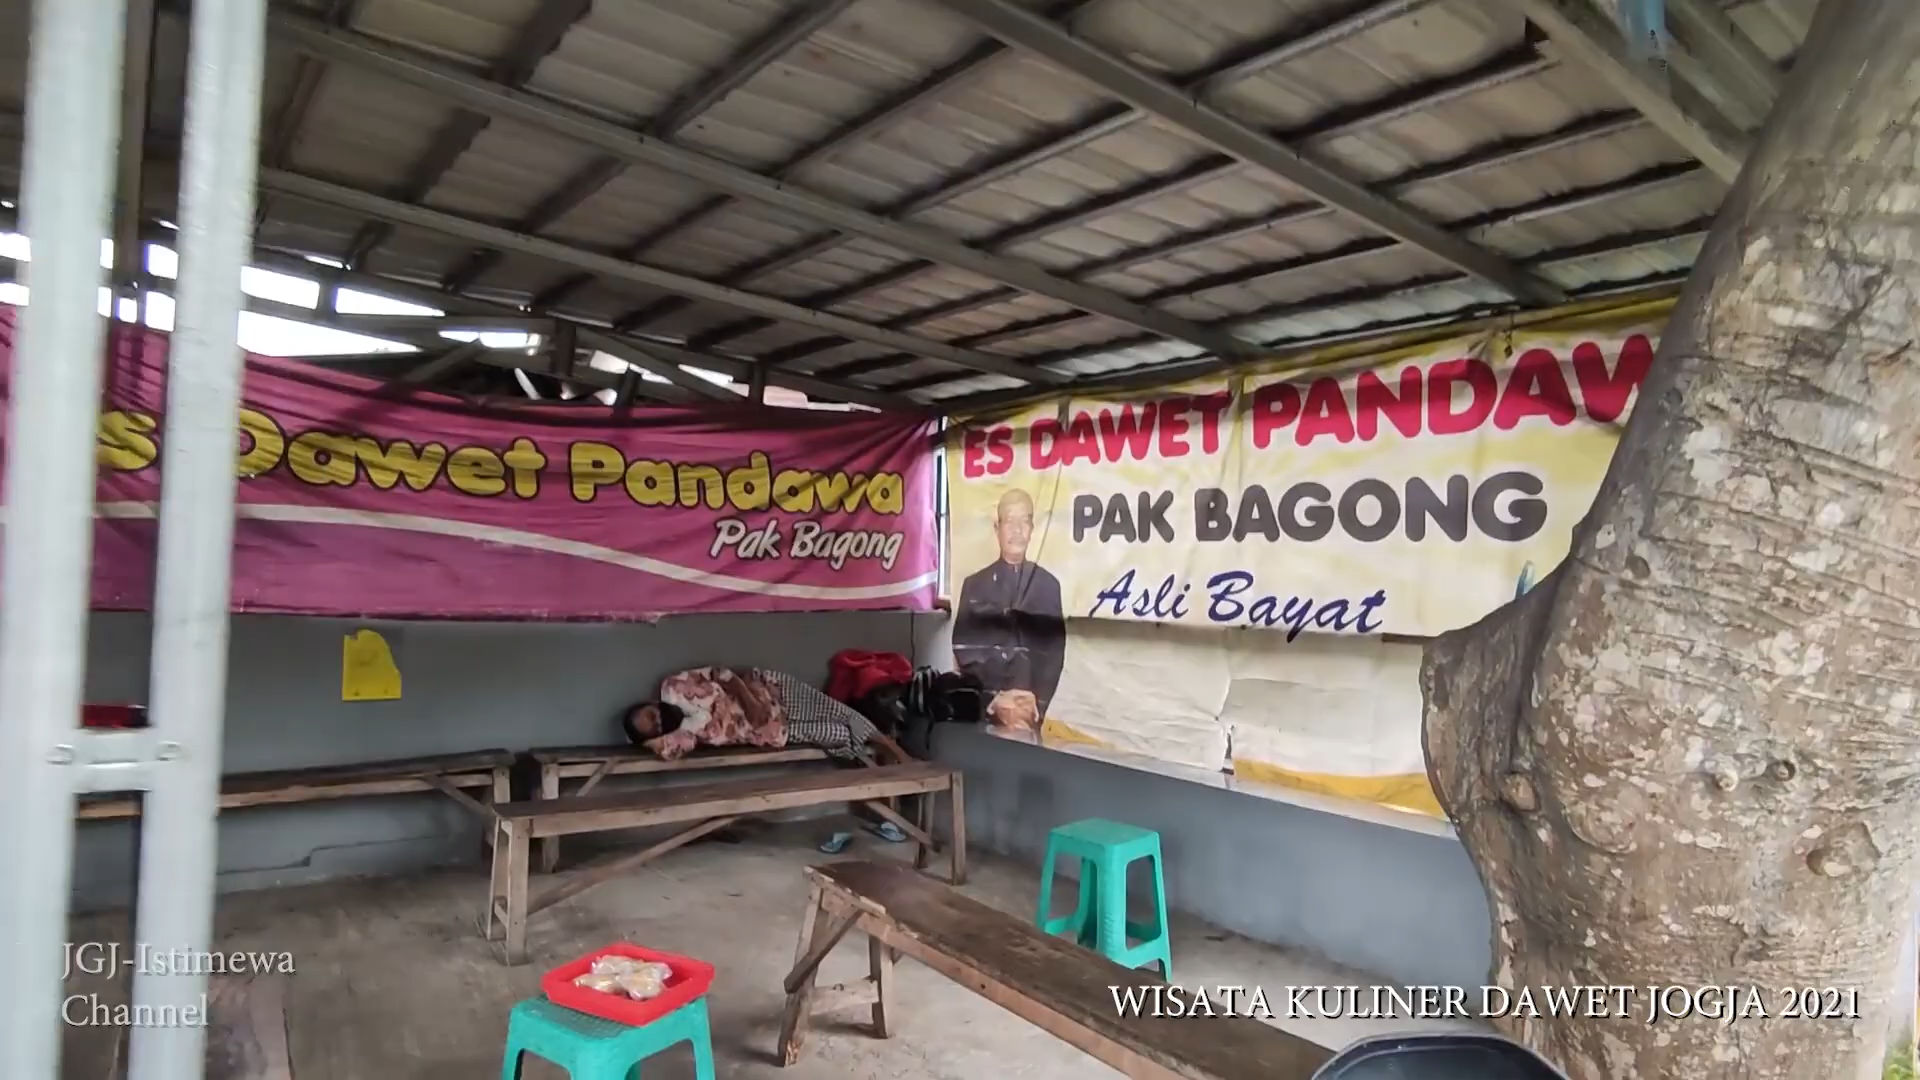 Es Dawet Pandawa
Pak Bagong
ES DAWET PANDAW
PAK BAGONG
Asli Bayat
JGJ-Istimewa
Channel
WISATA KULINER DAWET JOGJA 2021